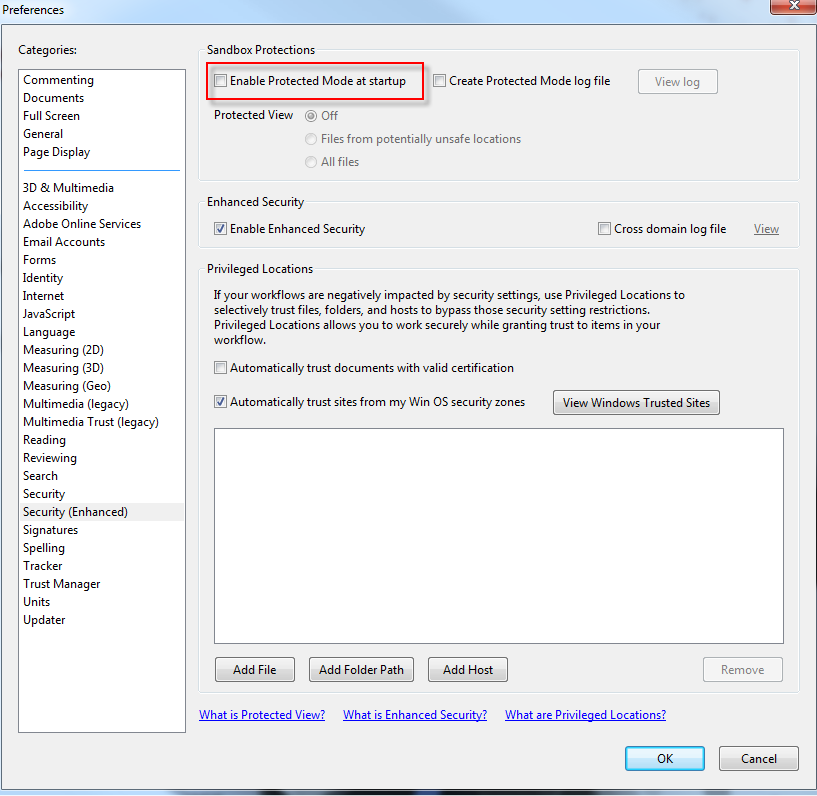 Preferences
Categories:
Commenting
Documents
Full Screen
General
Page Display
3D & Multimedia
Accessibility
Adobe Online Services
Email Accounts
Forms
Identity
Internet
JavaScript
Language
Measuring (2D)
Measuring (3D)
Measuring (Geo)
Multimedia (legacy)
Multimedia Trust (legacy)
Reading
Reviewing
Search
Security
Security (Enhanced)
Signatures
Spelling
Tracker
Trust Manager
Units
Updater
Sandbox Protections
Enable Protected Mode at startup Create Protected Mode log file View log
Protected View Off
Files from potentially unsafe locations
All files
Enhanced Security
Enable Enhanced Security Cross domain log file View
Privileged Locations
If your workflows are negatively impacted by security settings, use Privileged Locations to
selectively trust files, folders, and hosts to bypass those security setting restrictions.
Privileged Locations allows you to work securely while granting trust to items in your
workflow.
Automatically trust documents with valid certification
Automatically trust sites from my Win OS security zones View Windows Trusted Sites
Add File Add Folder Path Add Host Remove
What is Protected View? What is Enhanced Security? What are Privileged Locations?
OK Cancel